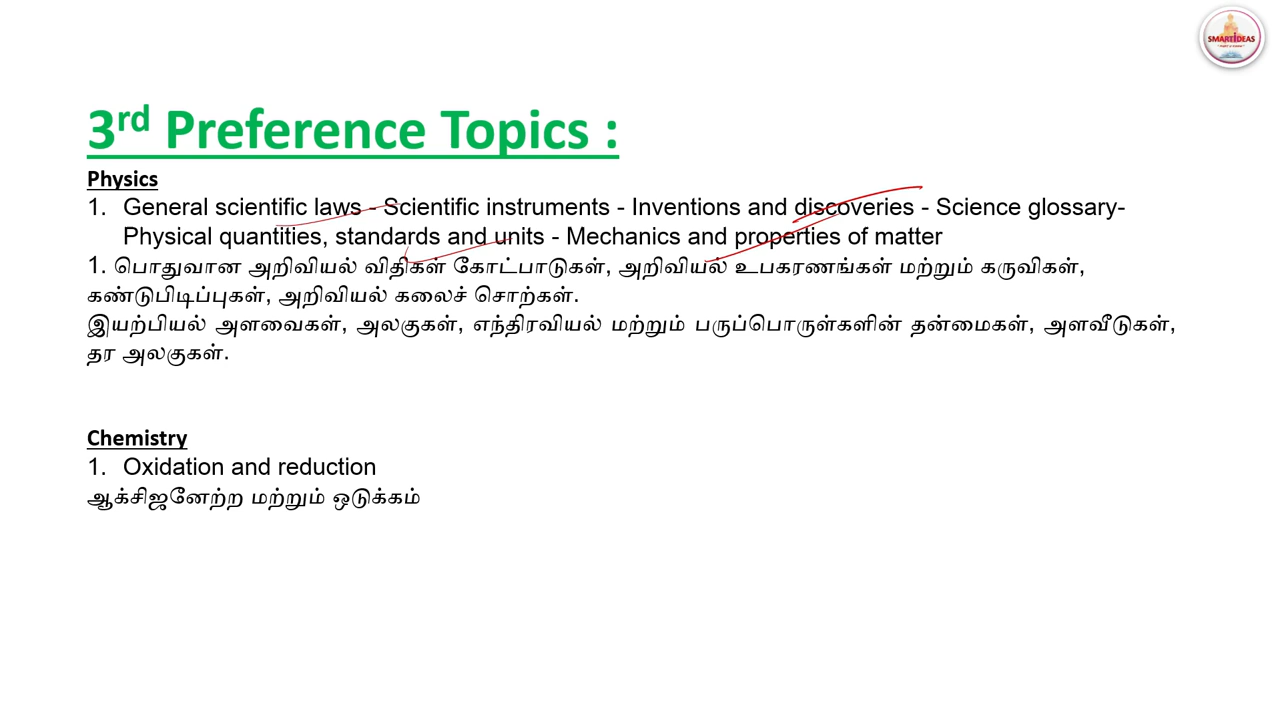 SMARTIDEAS
3rd Preference Topics :
Physics
1. General scientific laws - Scientific instruments - Inventions and discoveries - Science glossary-
Physical quantities, standards and units - Mechanics and properties of matter
1. பொதுவான அறிவியல் விதிகள் கோட்பாடுகள், அறிவியல் உபகரணங்கள் மற்றும் கருவிகள்,
கண்டுபிடிப்புகள், அறிவியல் கலைச் சொற்கள்.
இயற்பியல் அளவைகள், அலகுகள், எந்திரவியல் மற்றும் பருப்பொருள்களின் தன்மைகள், அளவீடுகள்,
தர அலகுகள்.
Chemistry
1. Oxidation and reduction
ஆக்சிஜனேற்ற மற்றும் ஒடுக்கம்